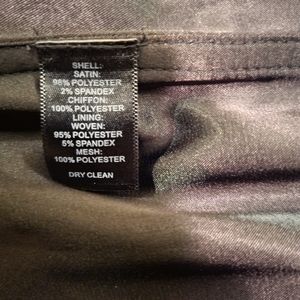 SHELL:
SATIN:
98% POLYESTER
2% SPANDEX
CHIFFON:
100% POLYESTER
LINING:
WOVEN:
95% POLYESTER
5% SPANDEX
MESH:
100% POLYESTER
DRY CLEAN